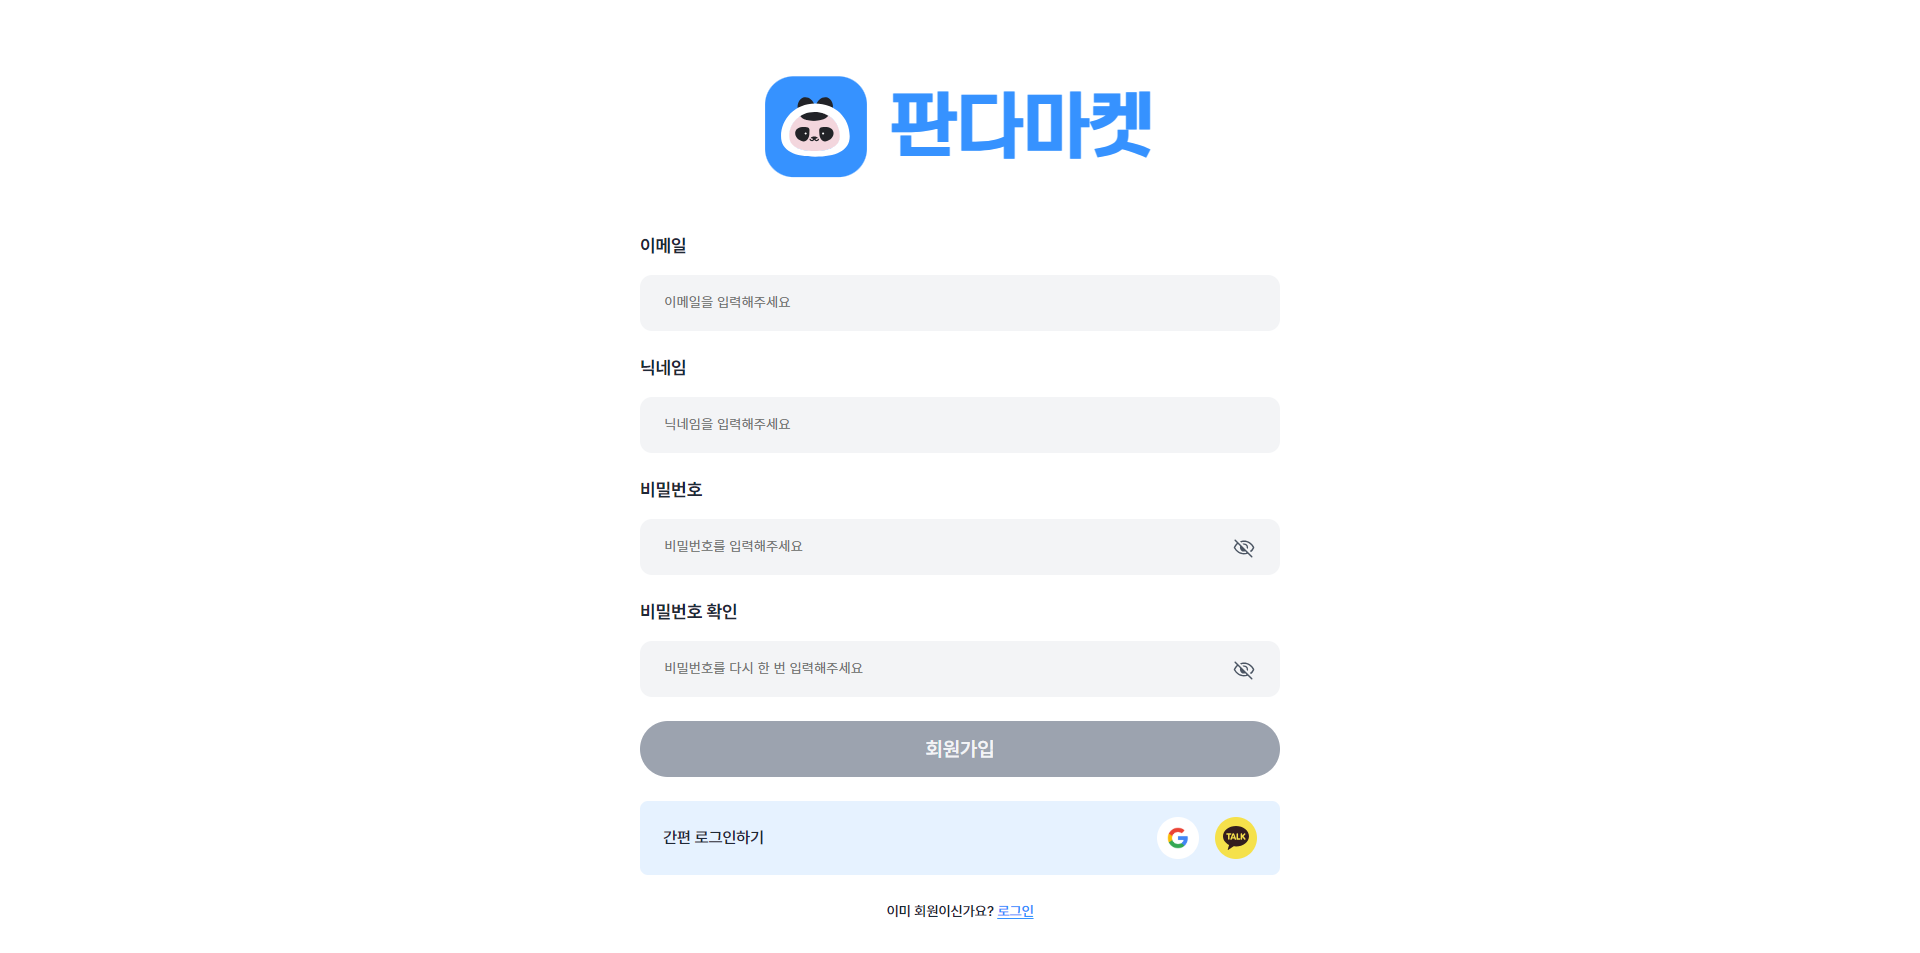 판다마켓
이메일
이메일을 입력해주세요
닉네임
닉네임을 입력해주세요
비밀번호
비밀번호를 입력해주세요
비밀번호 확인
비밀번호를 다시 한 번 입력해주세요
회원가입
간편 로그인하기
TALK
이미 회원이신가요? 로그인